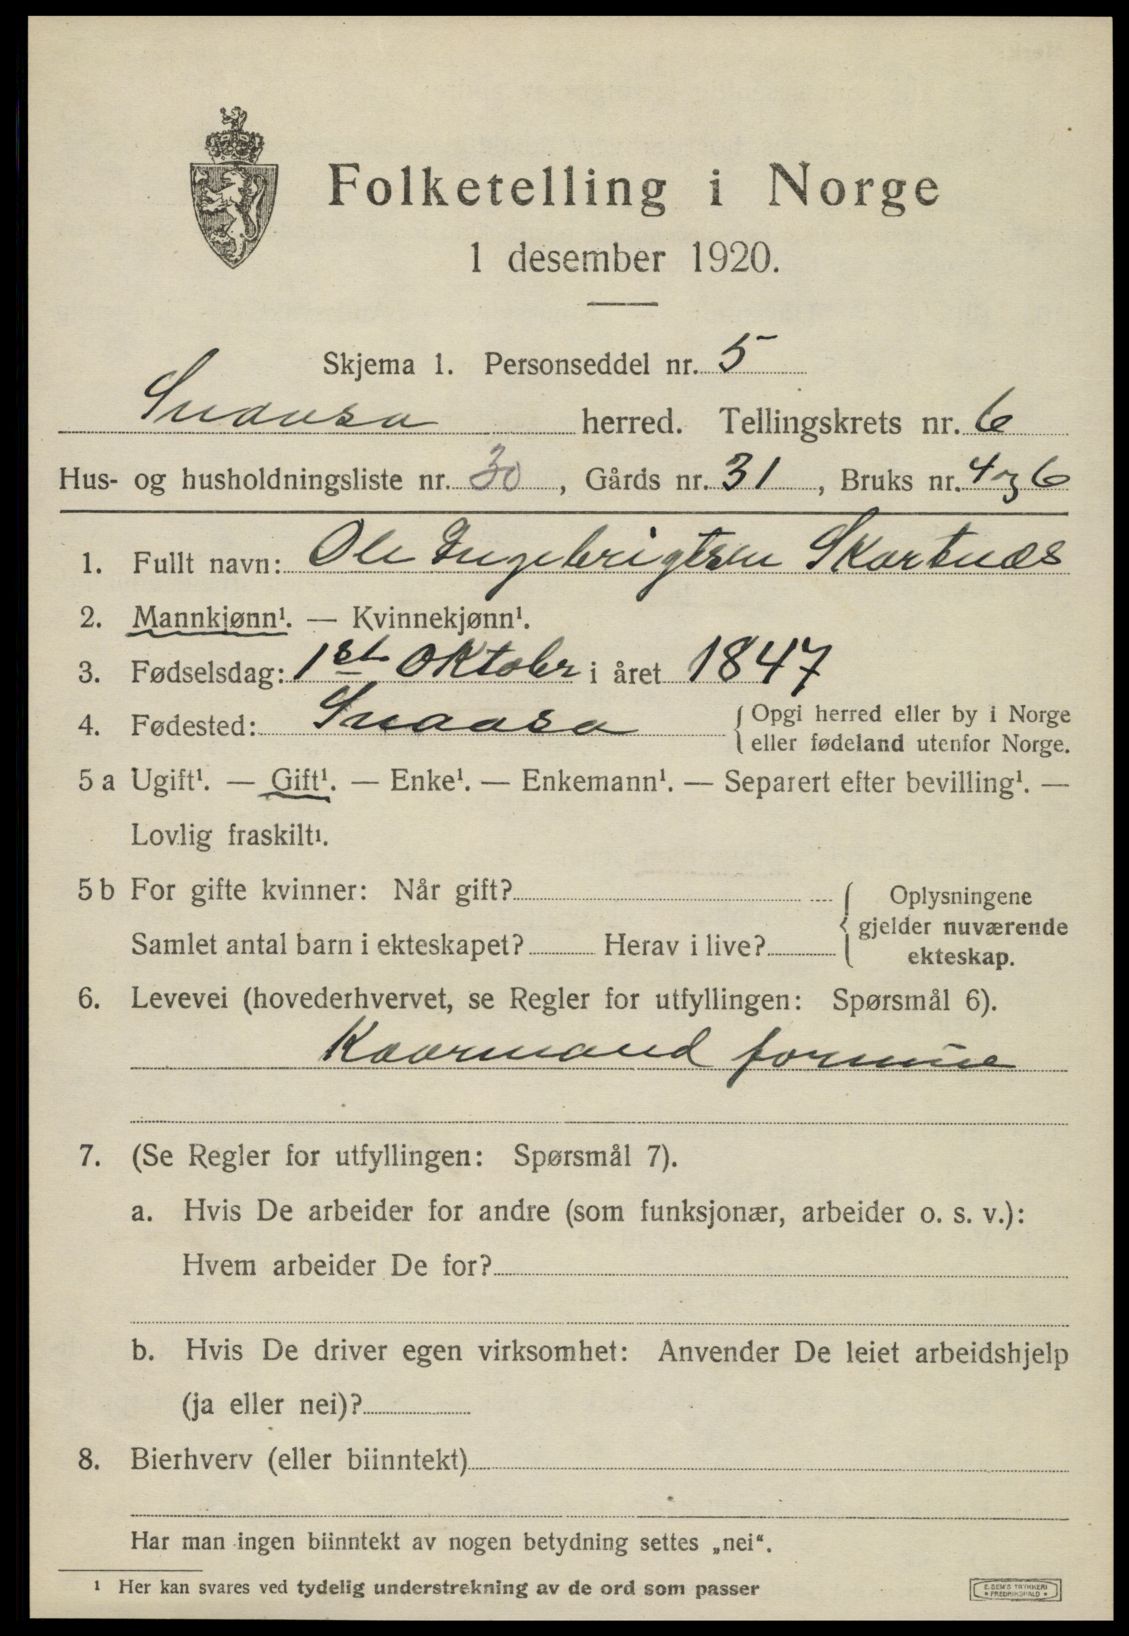 Folketelling i Norge
1 desember 1920.
Skjema 1. Personseddel nr. 5
Snaasa herred. Tellingskrets nr. 6
Hus- og husholdningsliste nr. 30, Gårds nr. 31, Bruks nr. 4 og 6
1. Fullt navn: Ole Ingebrigtsen Skartnæs
2. Mannkjønn¹. — Kvinnekjønn¹.
3. Fødselsdag: 1st Oktober i året 1847
4. Fødested: Snaasa { Opgi herred eller by i Norge
eller fødeland utenfor Norge.
5 a Ugift¹. — Gift¹. — Enke¹. — Enkemann¹. — Separert efter bevilling¹. —
Lovlig fraskilt¹.
5 b For gifte kvinner: Når gift?
Samlet antal barn i ekteskapet? Herav i live?
{ Oplysningene
gjelder nuværende
ekteskap.
6. Levevei (hovederhvervet, se Regler for utfyllingen: Spørsmål 6).
Kaarmand formue
7. (Se Regler for utfyllingen: Spørsmål 7).
a. Hvis De arbeider for andre (som funksjonær, arbeider o. s. v.):
Hvem arbeider De for?
b. Hvis De driver egen virksomhet: Anvender De leiet arbeidshjelp
(ja eller nei)?
8. Bierhverv (eller biinntekt)
Har man ingen biinntekt av nogen betydning settes „nei“.
¹ Her kan svares ved tydelig understrekning av de ord som passer
E. SEM'S TRYKKERI
FREDRIKSHALD